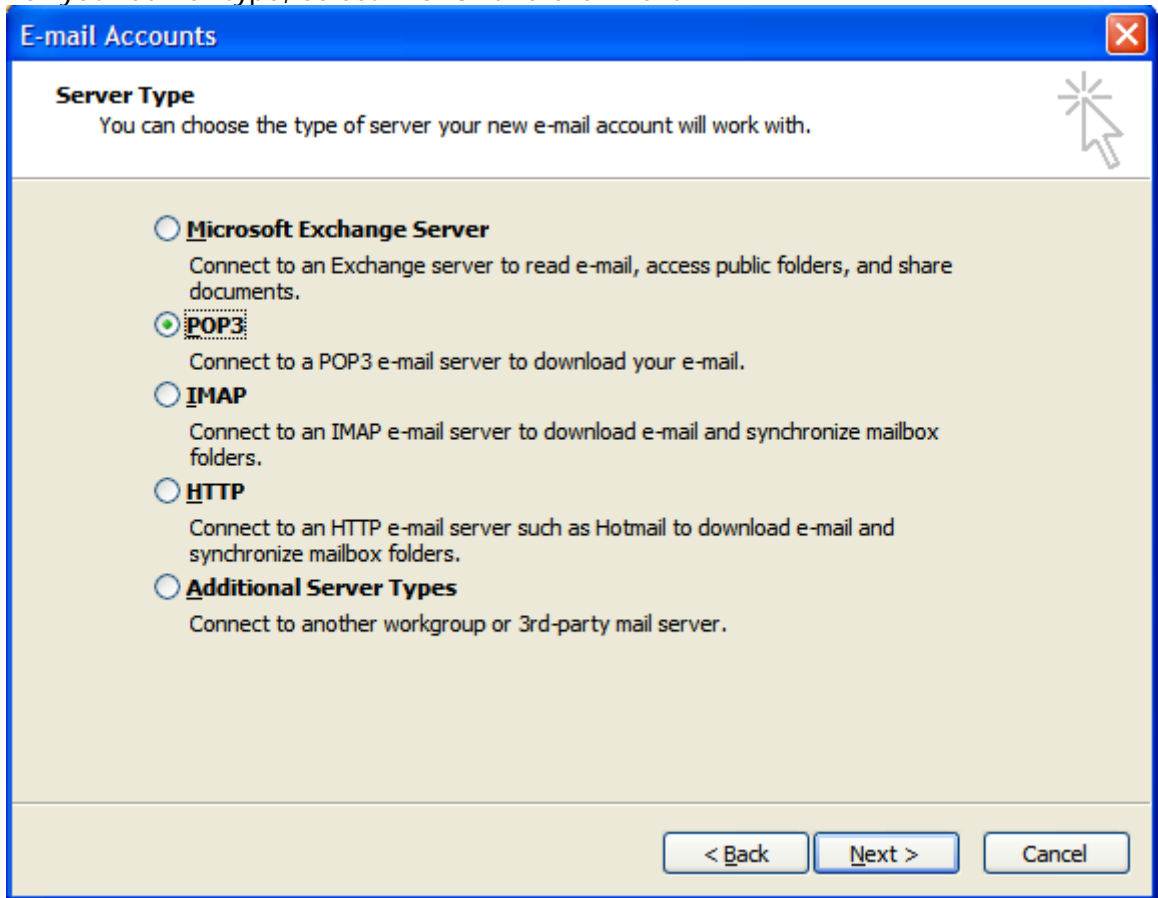 E-mail Accounts
Server Type
You can choose the type of server your new e-mail account will work with.
Microsoft Exchange Server
Connect to an Exchange server to read e-mail, access public folders, and share
documents.
POP3
Connect to a POP3 e-mail server to download your e-mail.
IMAP
Connect to an IMAP e-mail server to download e-mail and synchronize mailbox
folders.
HTTP
Connect to an HTTP e-mail server such as Hotmail to download e-mail and
synchronize mailbox folders.
Additional Server Types
Connect to another workgroup or 3rd-party mail server.
< Back Next > Cancel